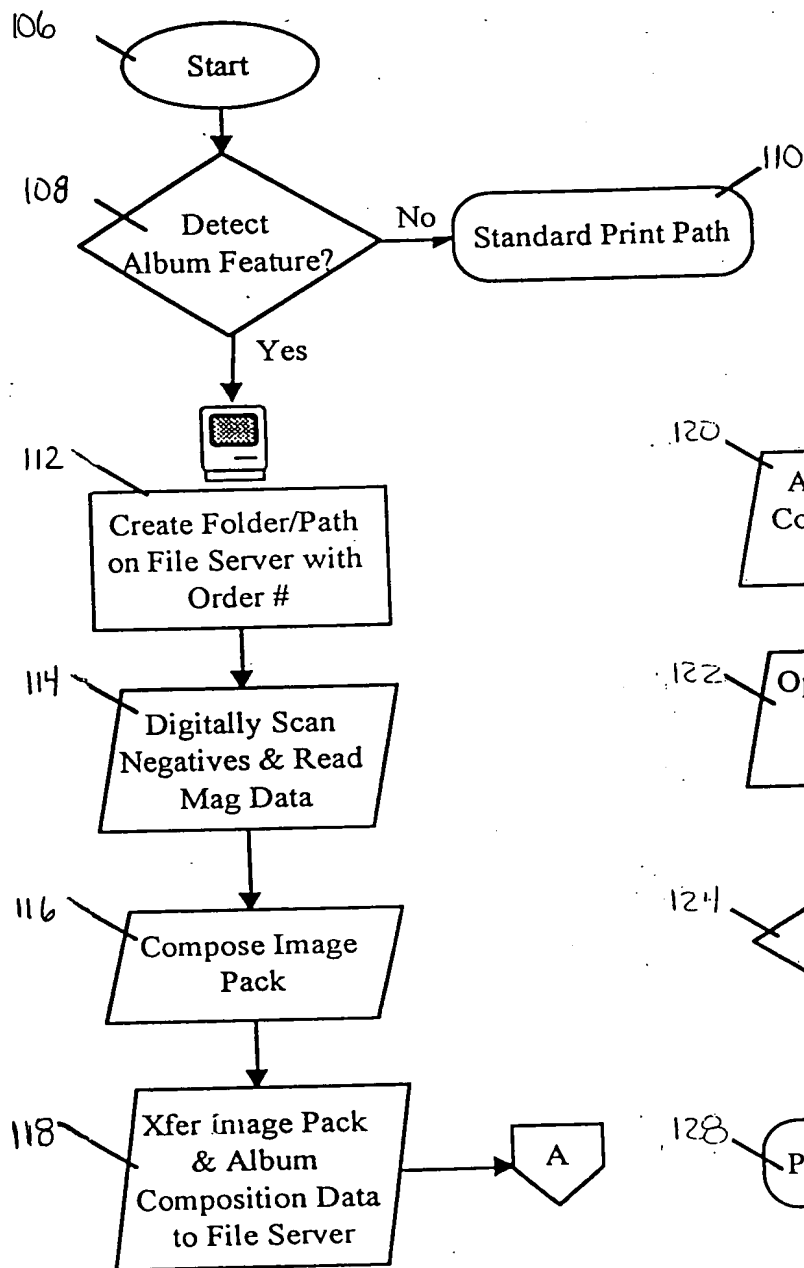 106
Start
110
108
Detect
Album Feature?
No
Standard Print Path
Yes
112
Create Folder/Path
on File Server with
Order #
114
Digitally Scan
Negatives & Read
Mag Data
116
Compose Image
Pack
118
Xfer image Pack
& Album
Composition Data
to File Server
A
120
122
124
128